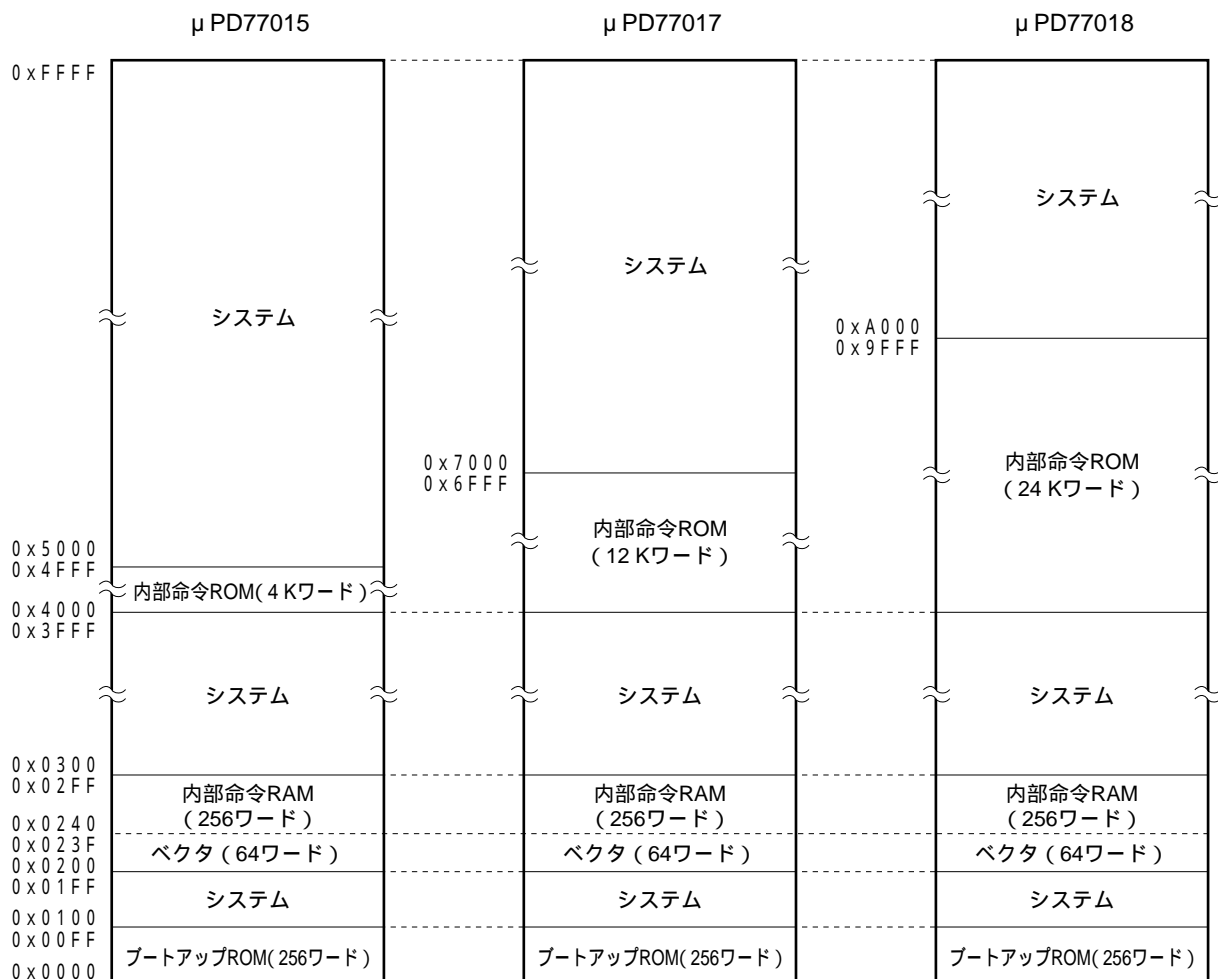 μ PD77015
μ PD77017
μ PD77018
0xFFFF
システム
システム
システム
0xA000
0x9FFF
内部命令ROM
(24 Kワード)
0x7000
0x6FFF
内部命令ROM
(12 Kワード)
0x5000
0x4FFF
内部命令ROM(4 Kワード)
0x4000
0x3FFF
システム
システム
システム
0x0300
0x02FF
内部命令RAM
(256ワード)
内部命令RAM
(256ワード)
内部命令RAM
(256ワード)
0x0240
0x023F
ベクタ(64ワード)
ベクタ(64ワード)
ベクタ(64ワード)
0x0200
0x01FF
システム
システム
システム
0x0100
0x00FF
ブートアップROM(256ワード)
ブートアップROM(256ワード)
ブートアップROM(256ワード)
0x0000